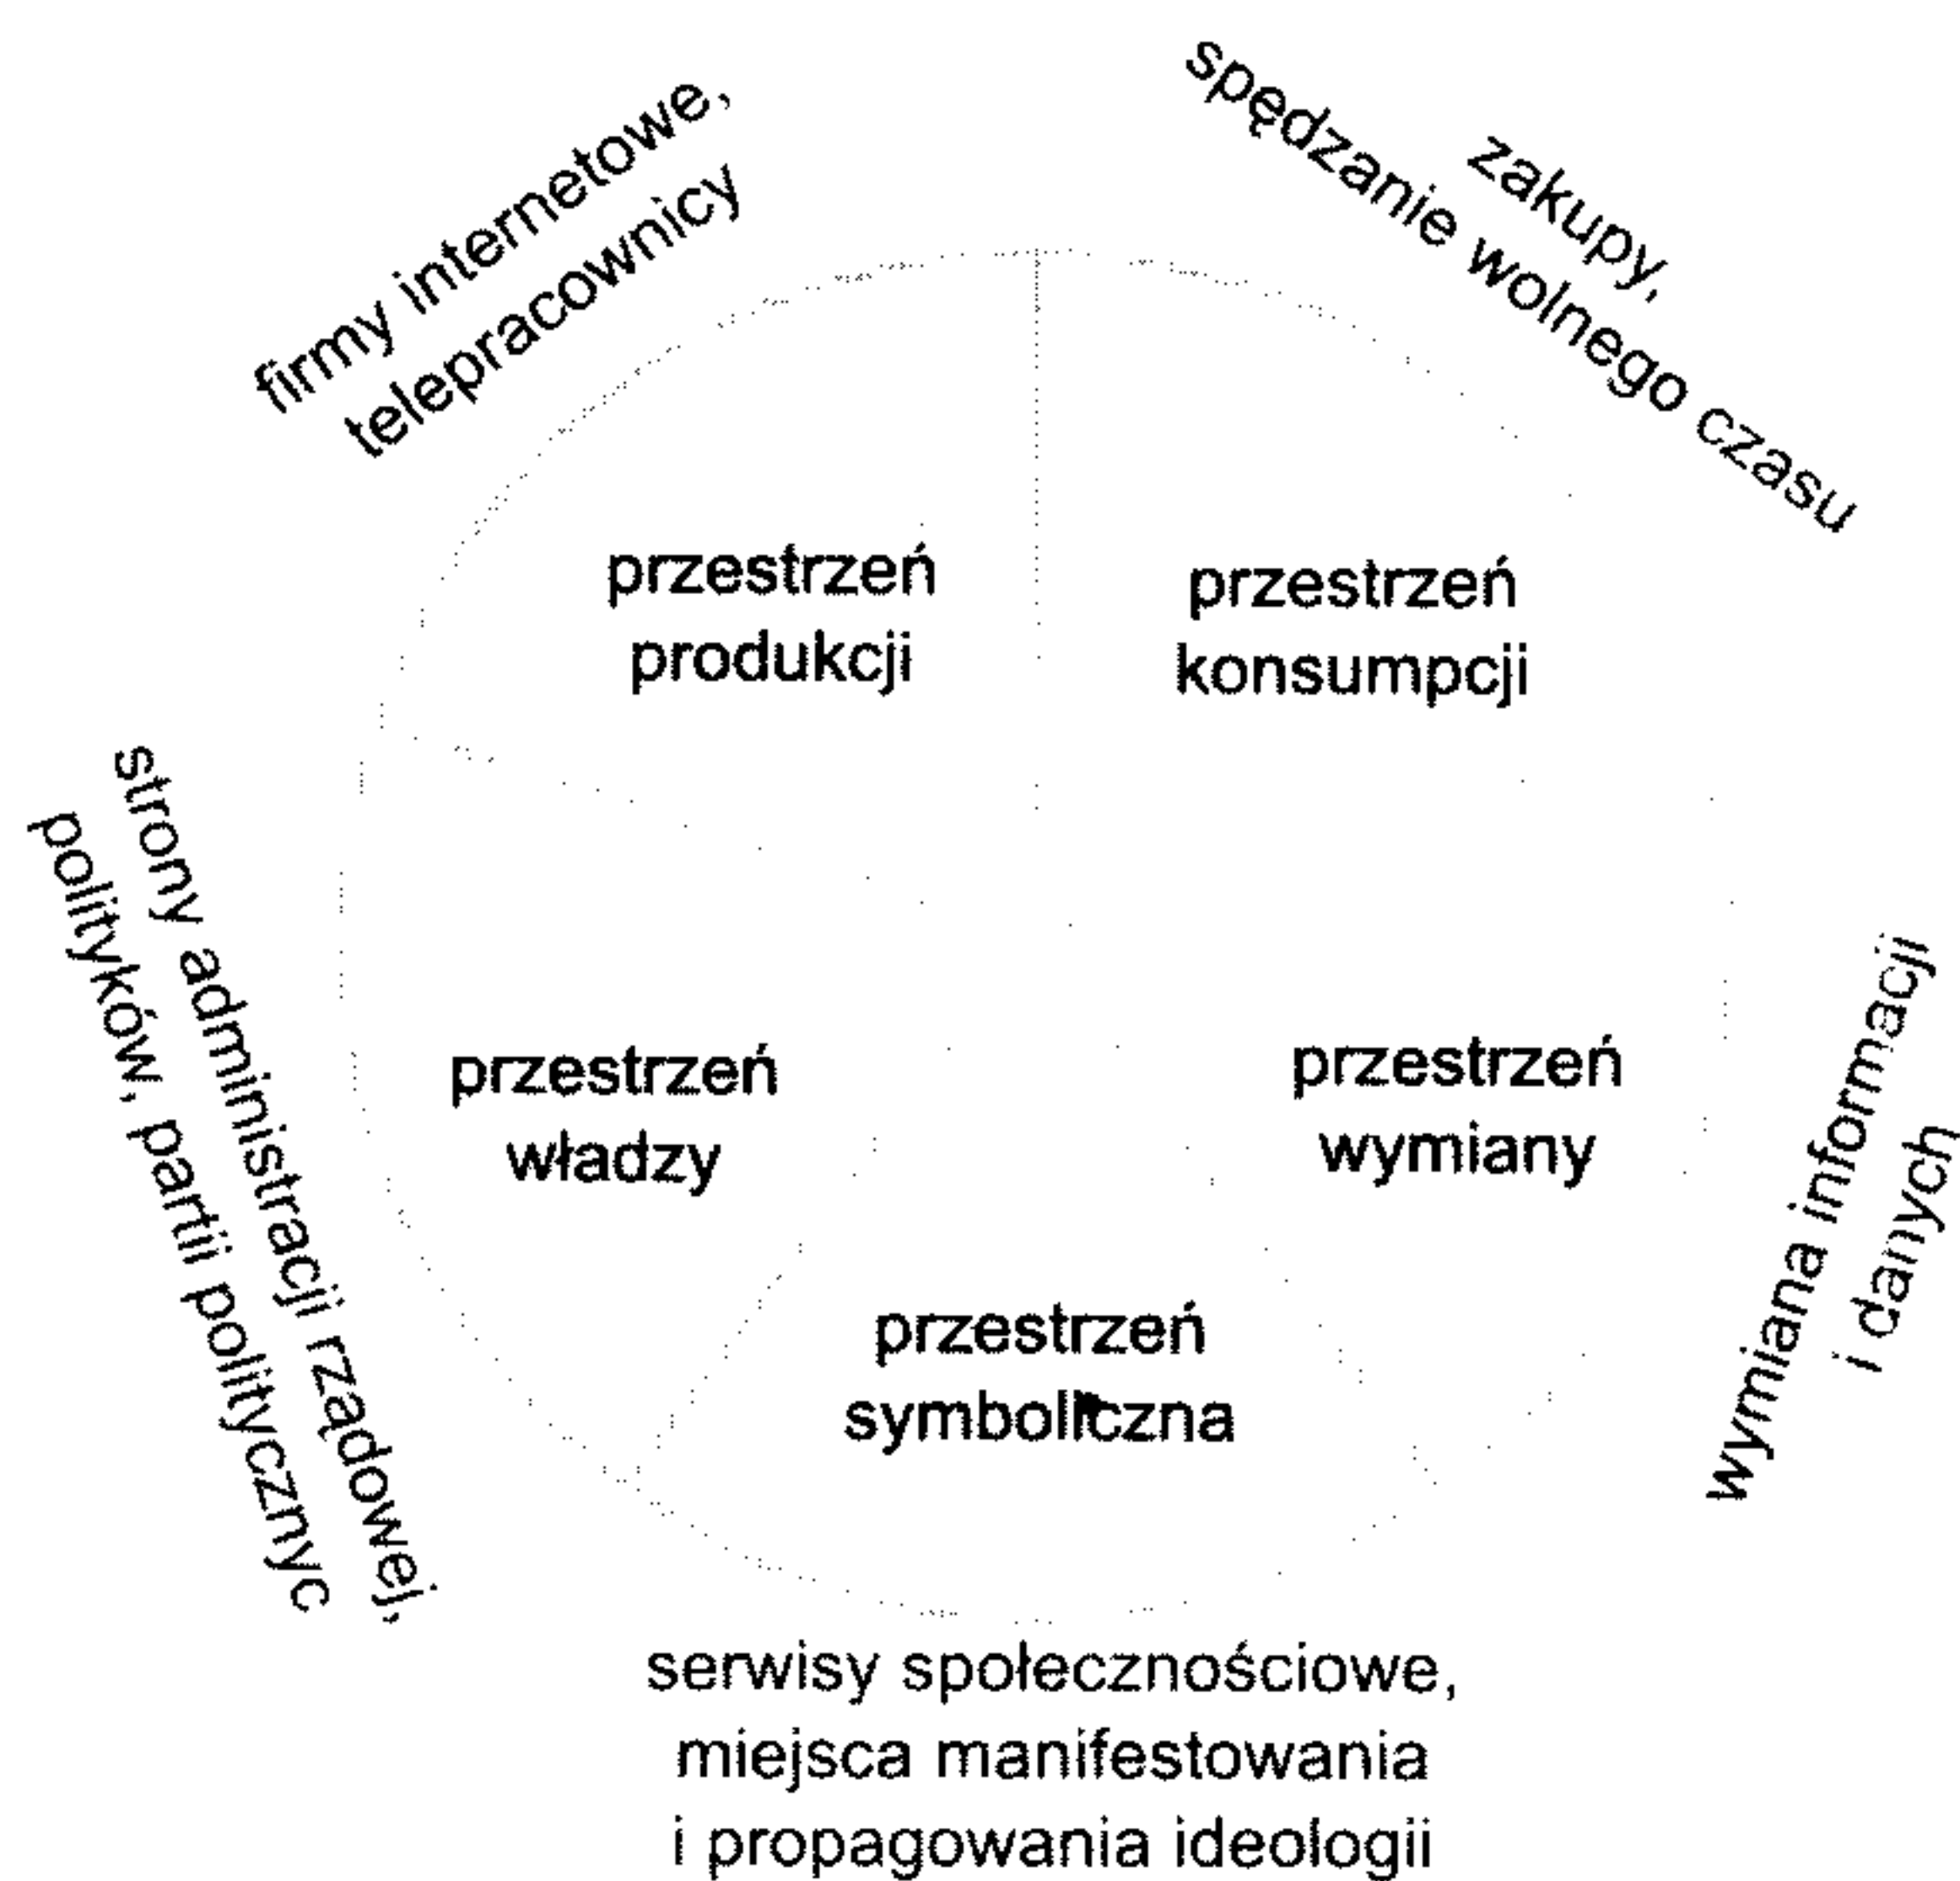 firmy internetowe,
telepracownicy
zakupy,
spędzanie wolnego czasu
przestrzeń
produkcji
przestrzeń
konsumpcji
strony administracji rządowej,
polityków, partii politycznyc
przestrzeń
władzy
przestrzeń
wymiany
wymiana informacji
i danych
przestrzeń
symboliczna
serwisy społecznościowe,
miejsca manifestowania
i propagowania ideologii